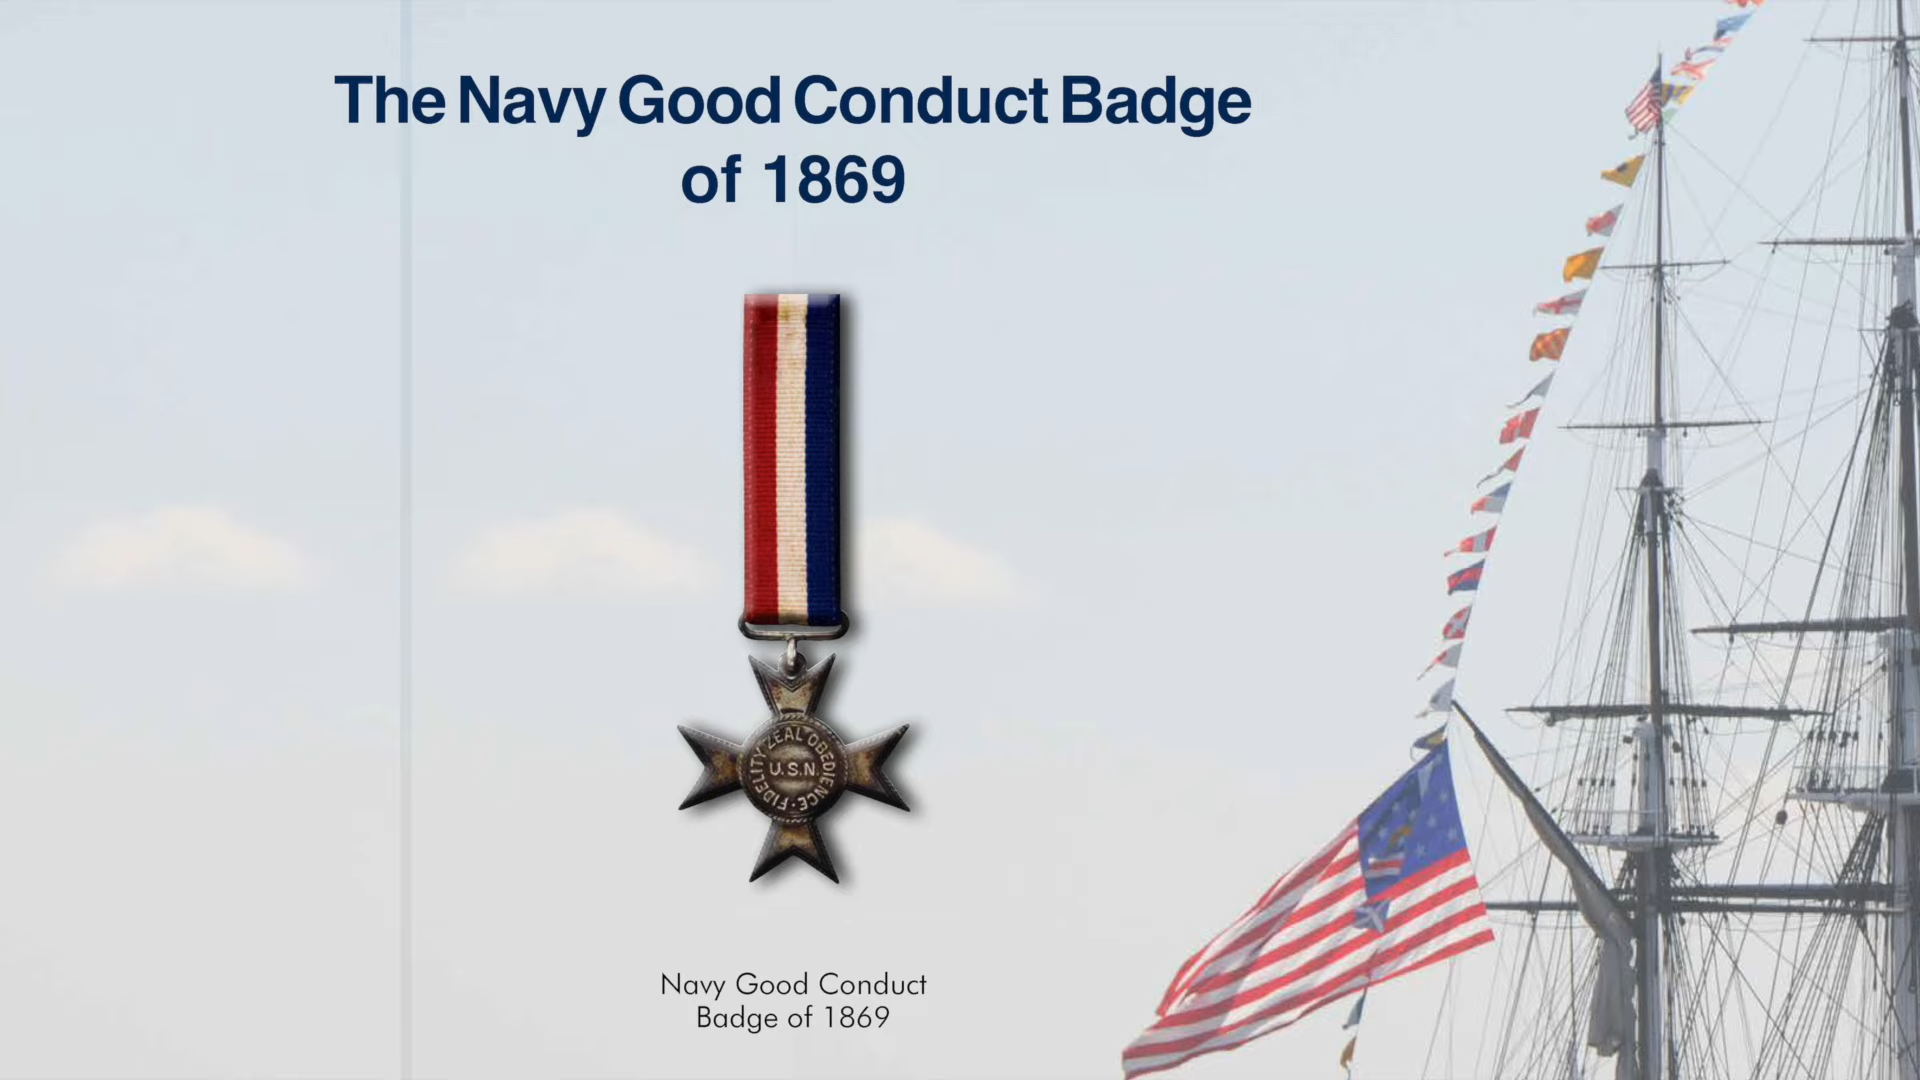 The Navy Good Conduct Badge
of 1869
FIDELITY ZEAL OBEDIENCE
U.S.N.
Navy Good Conduct
Badge of 1869